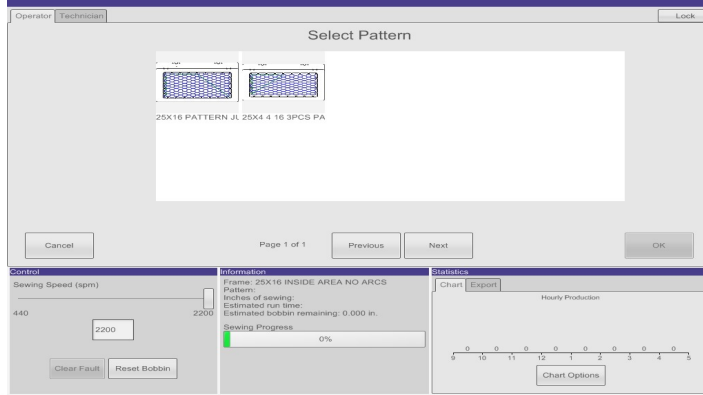 Operator Technician Lock
Select Pattern
25X16 PATTERN JL 25X4 4 16 3PCS PA
Cancel Page 1 of 1 Previous Next OK
Control
Sewing Speed (spm)
440 2200
2200
Clear Fault Reset Bobbin
Information
Frame: 25X16 INSIDE AREA NO ARCS
Pattern:
Inches of sewing:
Estimated run time:
Estimated bobbin remaining: 0.000 in.
Sewing Progress
0%
Statistics
Chart Export
Hourly Production
0 0 0 0 0 0 0 0
9 10 11 12 1 2 3 4 5
Chart Options